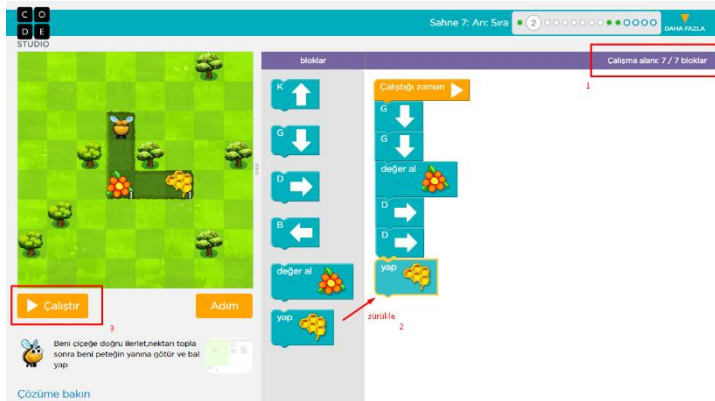 C O
D E
STUDIO
Sahne 7: Arı: Sıra
2
DAHA FAZLA
bloklar
Çalışma alanı: 7 / 7 bloklar
1
K
G
D
B
değer al
yap
Çalıştığı zaman
G
G
değer al
D
D
yap
sürükle
2
1
1
Çalıştır
Adım
3
Beni çiçeğe doğru ilerlet,nektarı topla
sonra beni peteğin yanına götür ve bal
yap
Çözüme bakın